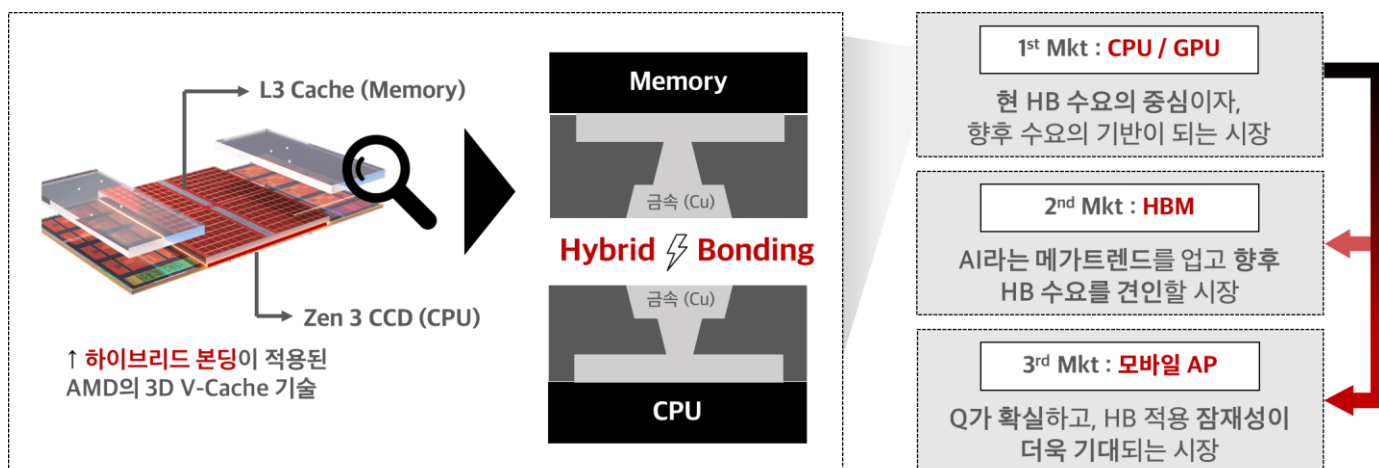 L3 Cache (Memory)
Zen 3 CCD (CPU)
↑ 하이브리드 본딩이 적용된
AMD의 3D V-Cache 기술
Memory
금속 (Cu)
Hybrid Bonding
금속 (Cu)
CPU
1st Mkt : CPU / GPU
현 HB 수요의 중심이자,
향후 수요의 기반이 되는 시장
2nd Mkt : HBM
AI라는 메가트렌드를 업고 향후
HB 수요를 견인할 시장
3rd Mkt : 모바일 AP
Q가 확실하고, HB 적용 잠재성이
더욱 기대되는 시장